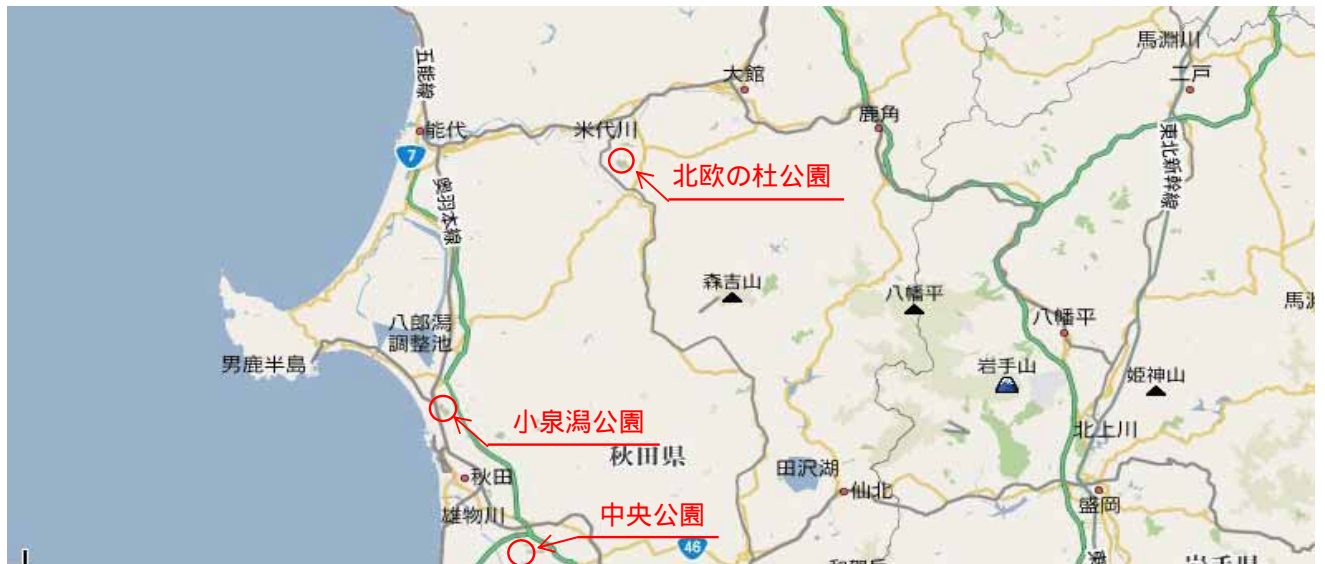 五能線
馬淵川
二戸
大館
鹿角
能代
米代川
7
北欧の杜公園
東北新幹線
奥羽本線
森吉山
八幡平
八郎潟
調整池
八幡平
男鹿半島
岩手山
姫神山
小泉潟公園
北上川
秋田県
田沢湖
秋田
仙北
盛岡
雄物川
中央公園
46